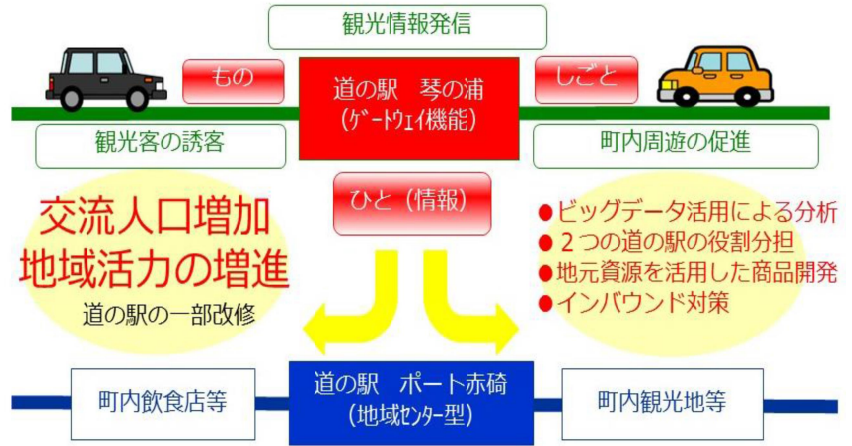 観光情報発信
もの
しごと
道の駅　琴の浦
(ｹﾞｰﾄｳｪｲ機能)
観光客の誘客
町内周遊の促進
ひと（情報）
交流人口増加
地域活力の増進
道の駅の一部改修
●ビッグデータ活用による分析
●２つの道の駅の役割分担
●地元資源を活用した商品開発
●インバウンド対策
町内飲食店等
道の駅　ポート赤碕
(地域ｾﾝﾀｰ型)
町内観光地等